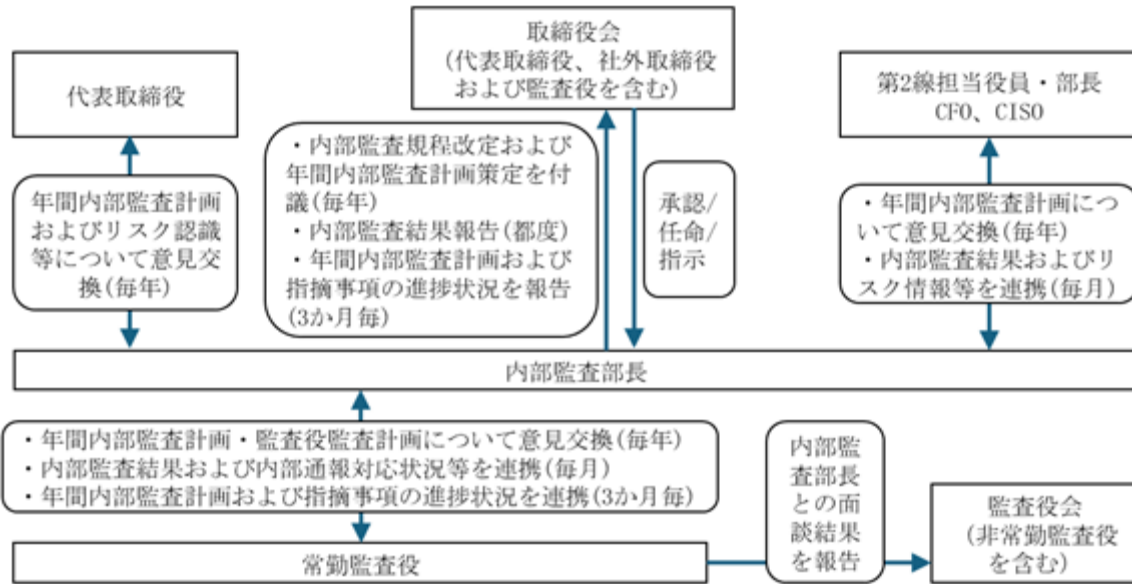 取締役会
(代表取締役、社外取締役
および監査役を含む)
代表取締役
第2線担当役員・部長
CFO、CISO
年間内部監査計画
およびリスク認識
等について意見交
換(毎年)
・内部監査規程改定および
年間内部監査計画策定を付
議(毎年)
・内部監査結果報告(都度)
・年間内部監査計画および
指摘事項の進捗状況を報告
(3か月毎)
承認/
任命/
指示
・年間内部監査計画につ
いて意見交換(毎年)
・内部監査結果およびリ
スク情報等を連携(毎月)
内部監査部長
・年間内部監査計画・監査役監査計画について意見交換(毎年)
・内部監査結果および内部通報対応状況等を連携(毎月)
・年間内部監査計画および指摘事項の進捗状況を連携(3か月毎)
内部監
査部長
との面
談結果
を報告
監査役会
(非常勤監査役
を含む)
常勤監査役